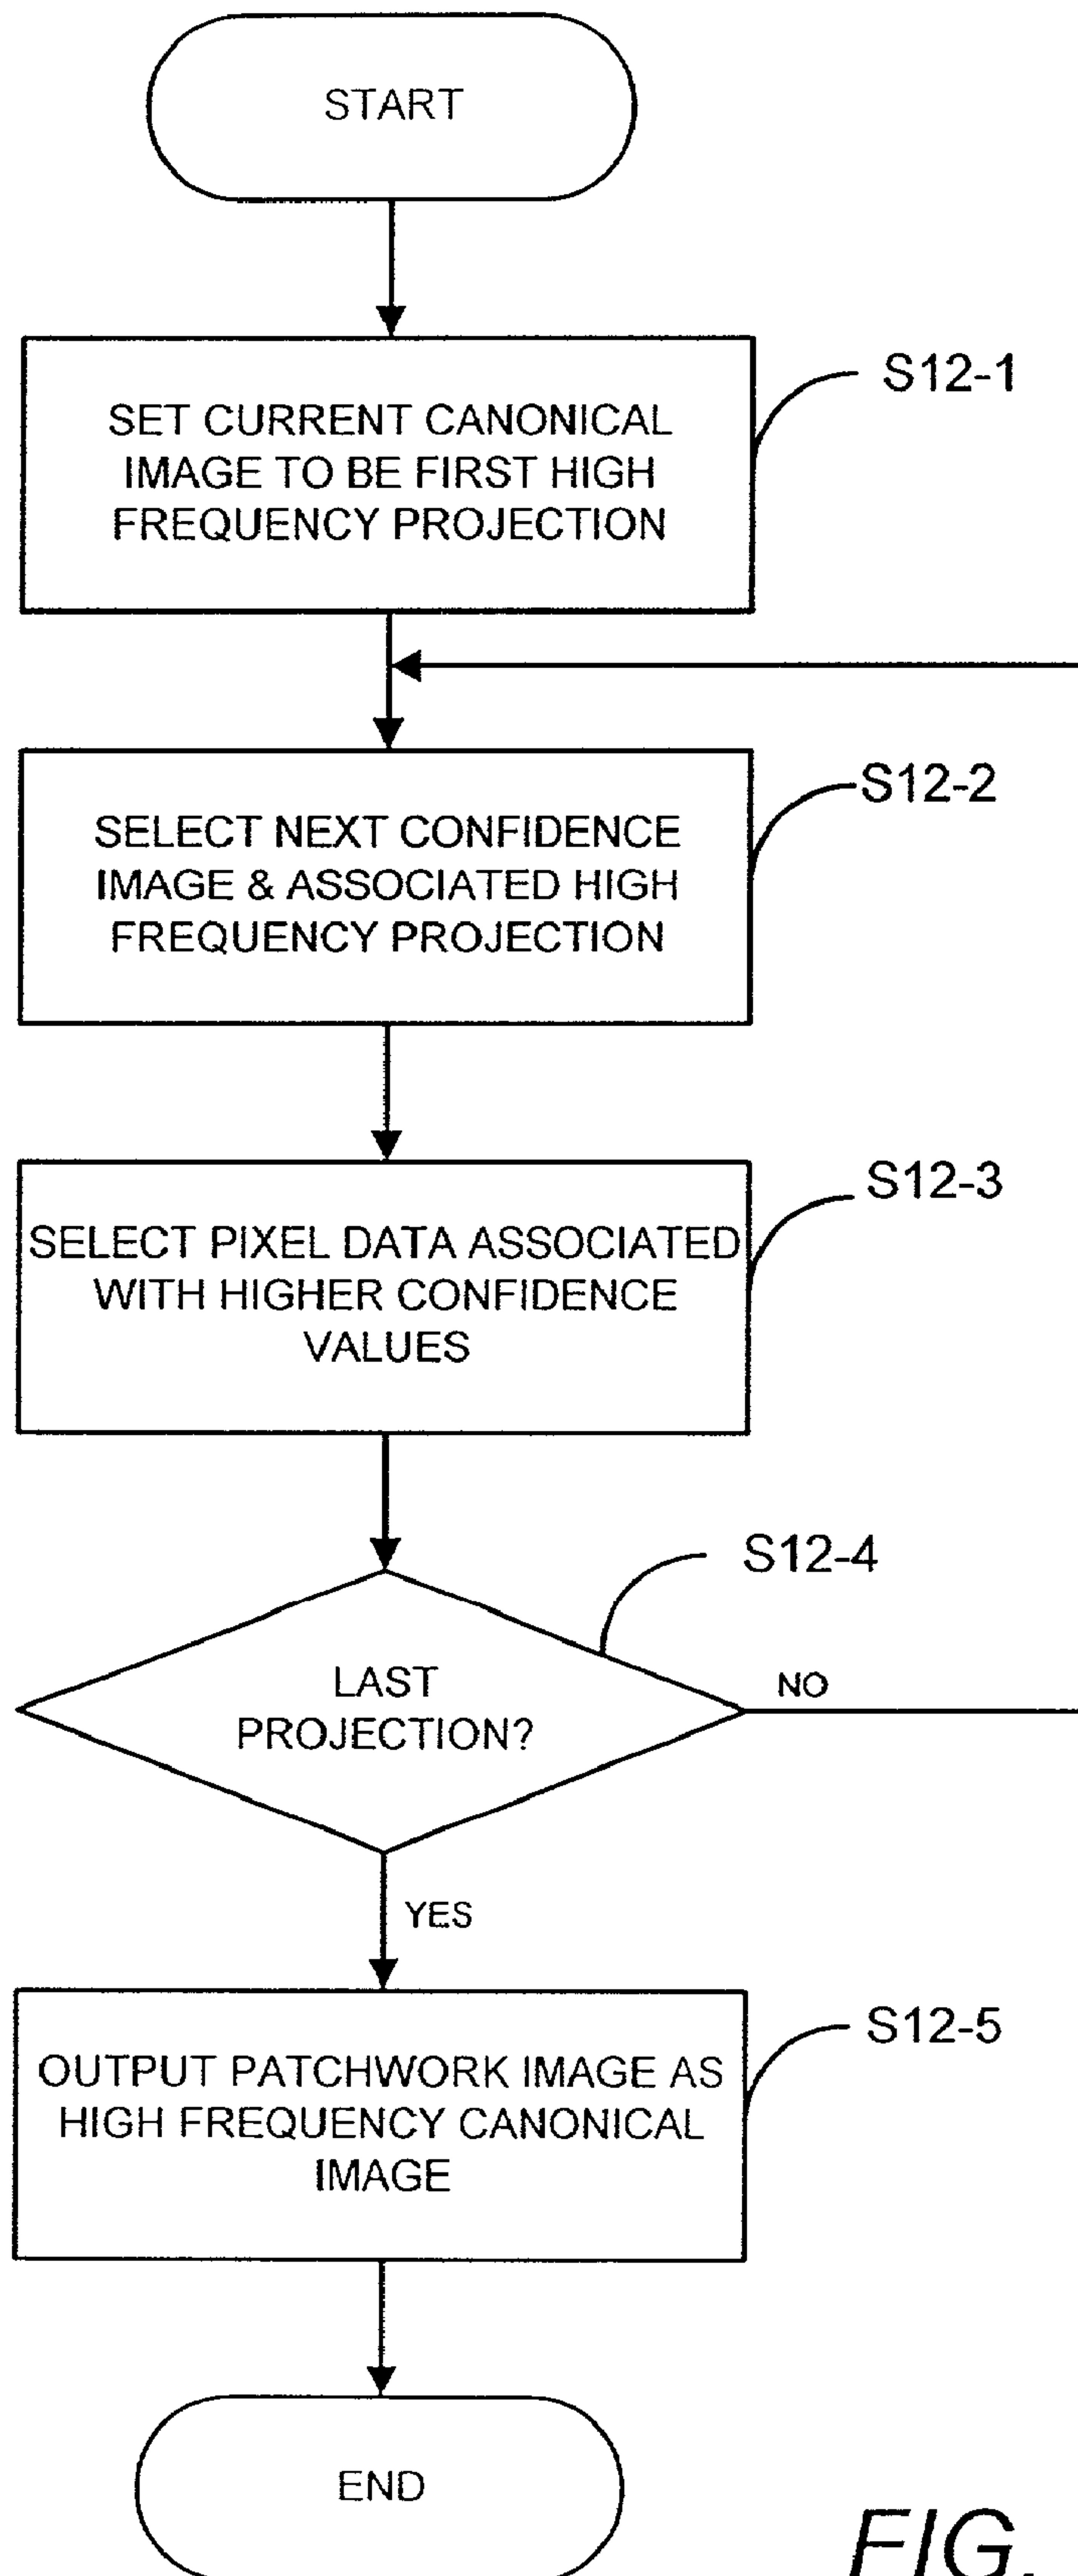 START
S12-1
SET CURRENT CANONICAL
IMAGE TO BE FIRST HIGH
FREQUENCY PROJECTION
S12-2
SELECT NEXT CONFIDENCE
IMAGE & ASSOCIATED HIGH
FREQUENCY PROJECTION
S12-3
SELECT PIXEL DATA ASSOCIATED
WITH HIGHER CONFIDENCE
VALUES
S12-4
LAST
PROJECTION?
NO
YES
S12-5
OUTPUT PATCHWORK IMAGE AS
HIGH FREQUENCY CANONICAL
IMAGE
END
FIG.